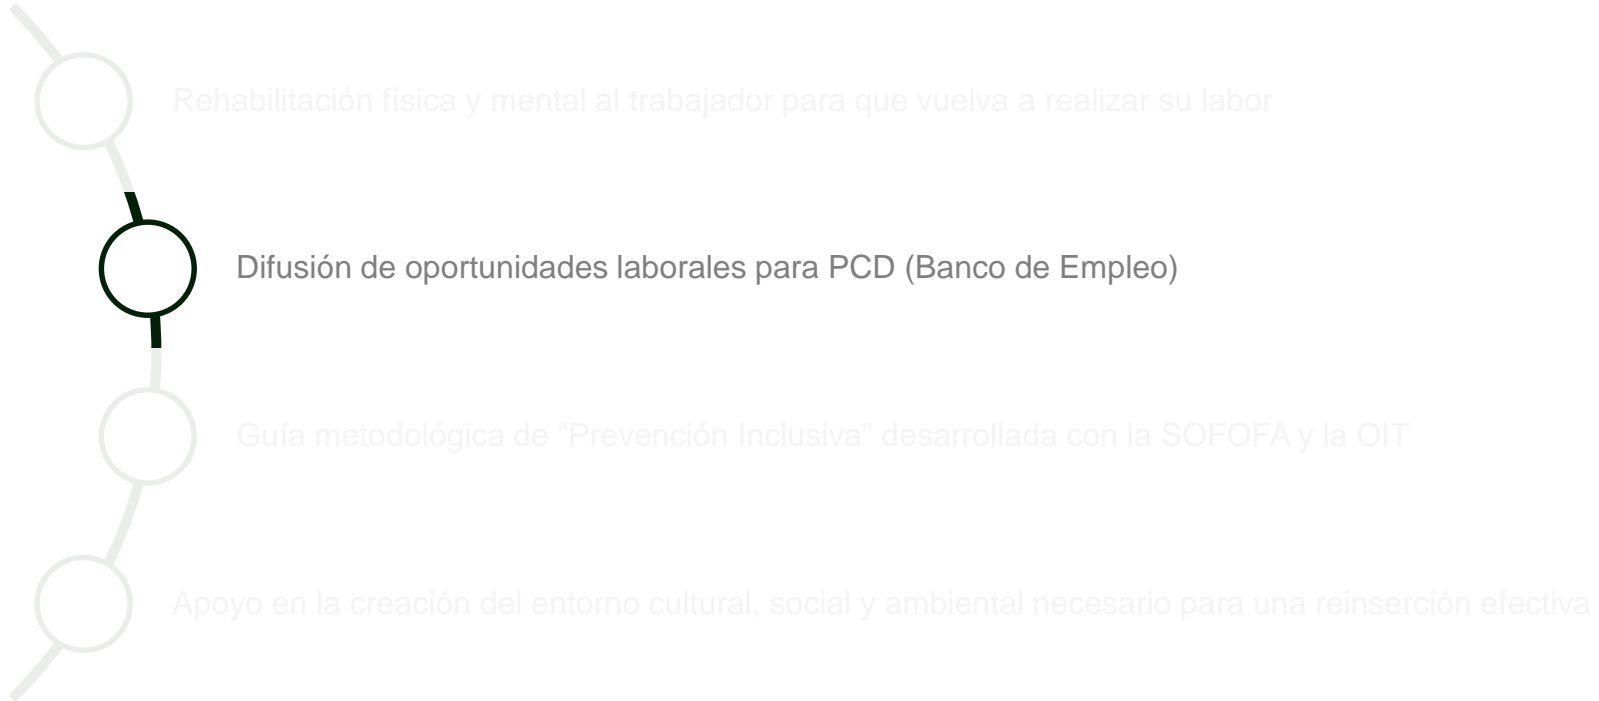 Rehabilitación física y mental al trabajador para que vuelva a realizar su labor
Difusión de oportunidades laborales para PCD (Banco de Empleo)
Guía metodológica de “Prevención Inclusiva” desarrollada con la SOFOFA y la OIT
Apoyo en la creación del entorno cultural, social y ambiental necesario para una reinserción efectiva